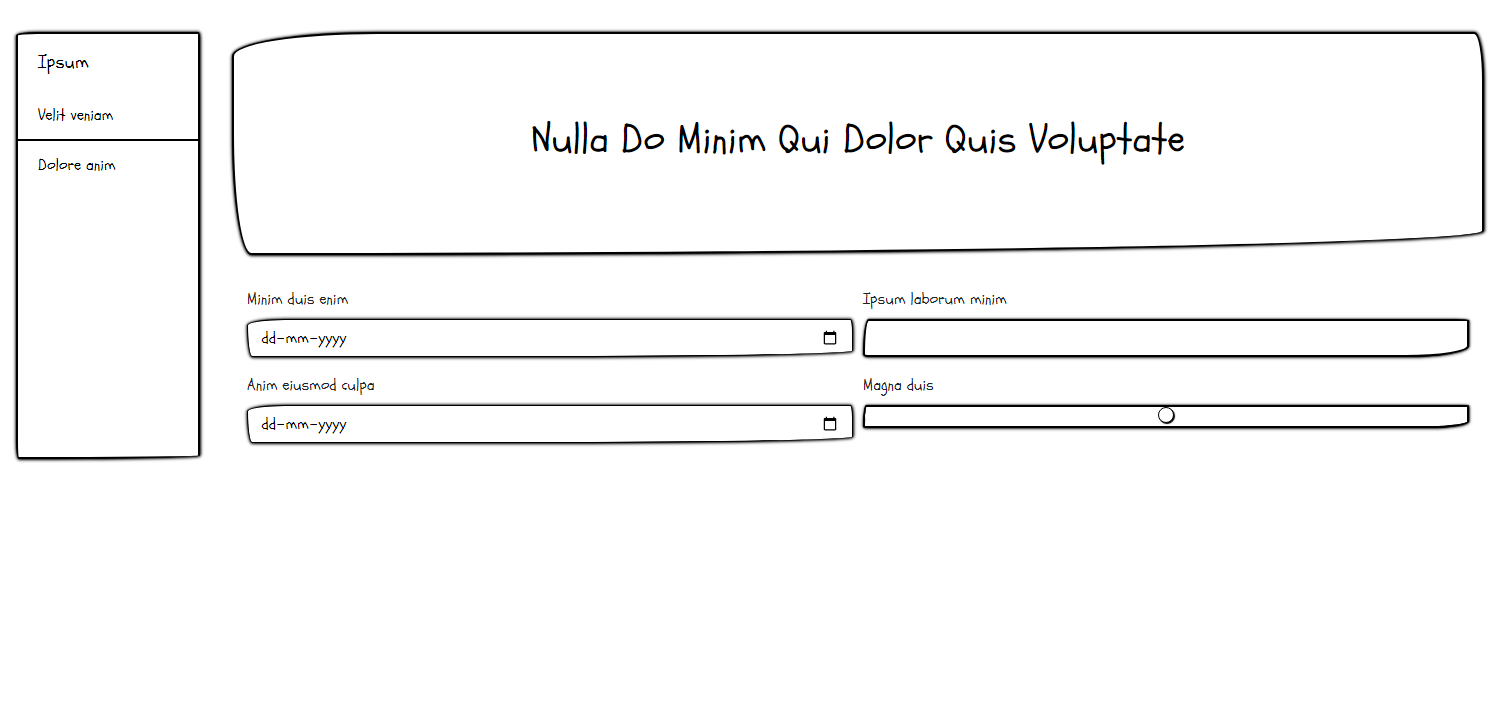 Ipsum
Velit veniam
Dolore anim
Nulla Do Minim Qui Dolor Quis Voluptate
Minim duis enim
dd-mm-yyyy
Ipsum laborum minim
Anim eiusmod culpa
dd-mm-yyyy
Magna duis